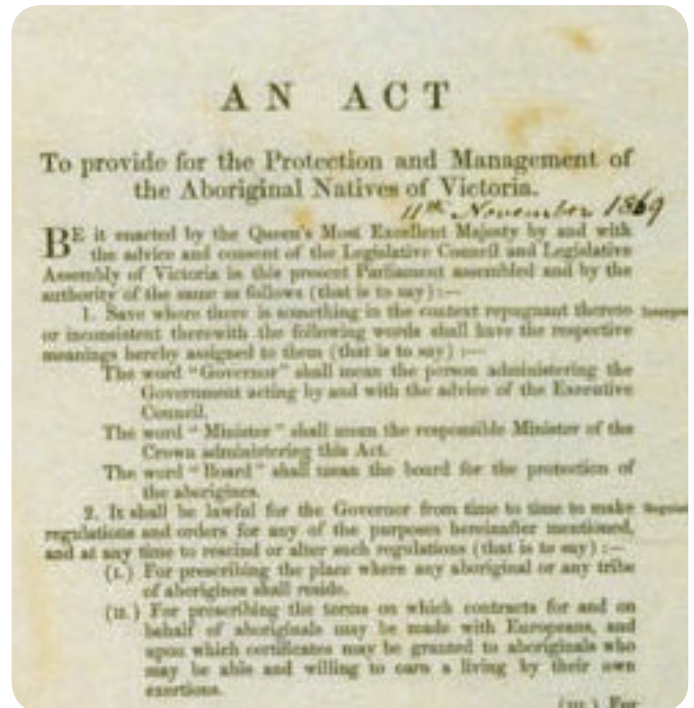 AN ACT
To provide for the Protection and Management of
the Aboriginal Natives of Victoria.
11th November 1869
BE it enacted by the Queen's Most Excellent Majesty by and with
the advice and consent of the Legislative Council and Legislative
Assembly of Victoria in this present Parliament assembled and by the
authority of the same as follows (that is to say):—
1. Save where there is something in the context repugnant thereto
or inconsistent therewith the following words shall have the respective
meanings hereby assigned to them (that is to say) :—
The word "Governor" shall mean the person administering the
Government acting by and with the advice of the Executive
Council.
The word "Minister" shall mean the responsible Minister of the
Crown administering this Act.
The word "Board" shall mean the board for the protection of
the aborigines.
2. It shall be lawful for the Governor from time to time to make
regulations and orders for any of the purposes hereinafter mentioned,
and at any time to rescind or alter such regulations (that is to say) :—
(I.) For prescribing the place where any aboriginal or any tribe
of aborigines shall reside.
(II.) For prescribing the terms on which contracts for and on
behalf of aboriginals may be made with Europeans, and
upon which certificates may be granted to aboriginals who
may be able and willing to earn a living by their own
exertions.
(III.) For